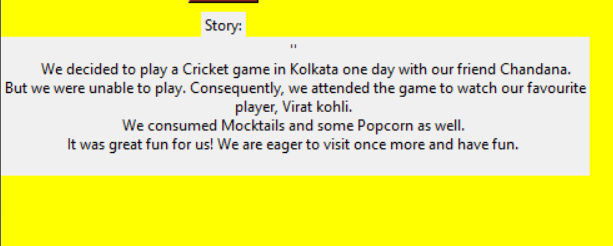 Story:
"
We decided to play a Cricket game in Kolkata one day with our friend Chandana.
But we were unable to play. Consequently, we attended the game to watch our favourite
player, Virat kohli.
We consumed Mocktails and some Popcorn as well.
It was great fun for us! We are eager to visit once more and have fun.